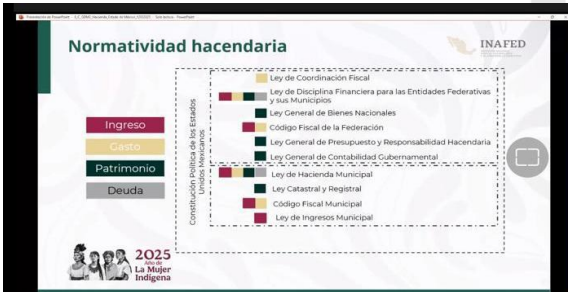 Normatividad hacendaria
INAFED
Ingreso
Gasto
Patrimonio
Deuda
Constitución Política de los Estados
Unidos Mexicanos
Ley de Coordinación Fiscal
Ley de Disciplina Financiera para las Entidades Federativas
y sus Municipios
Ley General de Bienes Nacionales
Código Fiscal de la Federación
Ley General de Presupuesto y Responsabilidad Hacendaria
Ley General de Contabilidad Gubernamental
Ley de Hacienda Municipal
Ley Catastral y Registral
Código Fiscal Municipal
Ley de Ingresos Municipal
2025
Año de
La Mujer
Indígena